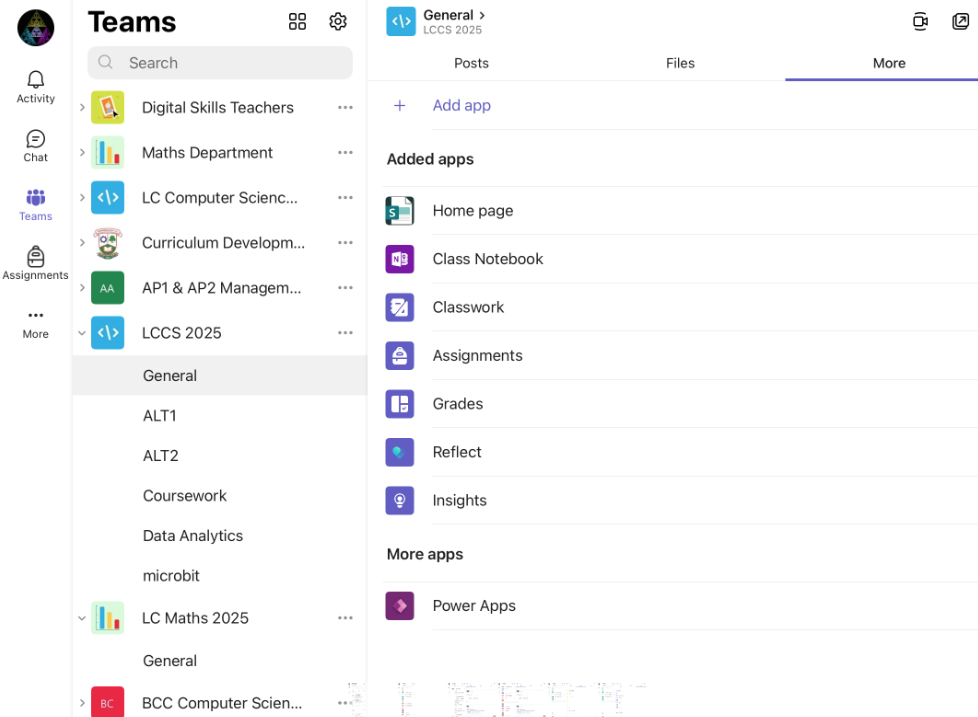 Teams
Search
Activity
Chat
Teams
Assignments
More
Digital Skills Teachers
Maths Department
LC Computer Scienc...
Curriculum Developm...
AA
AP1 & AP2 Managem...
LCCS 2025
General
ALT1
ALT2
Coursework
Data Analytics
microbit
LC Maths 2025
General
BC
BCC Computer Scien...
General
LCCS 2025
Posts
Files
More
Add app
Added apps
S
Home page
N
Class Notebook
Classwork
Assignments
Grades
Reflect
Insights
More apps
Power Apps